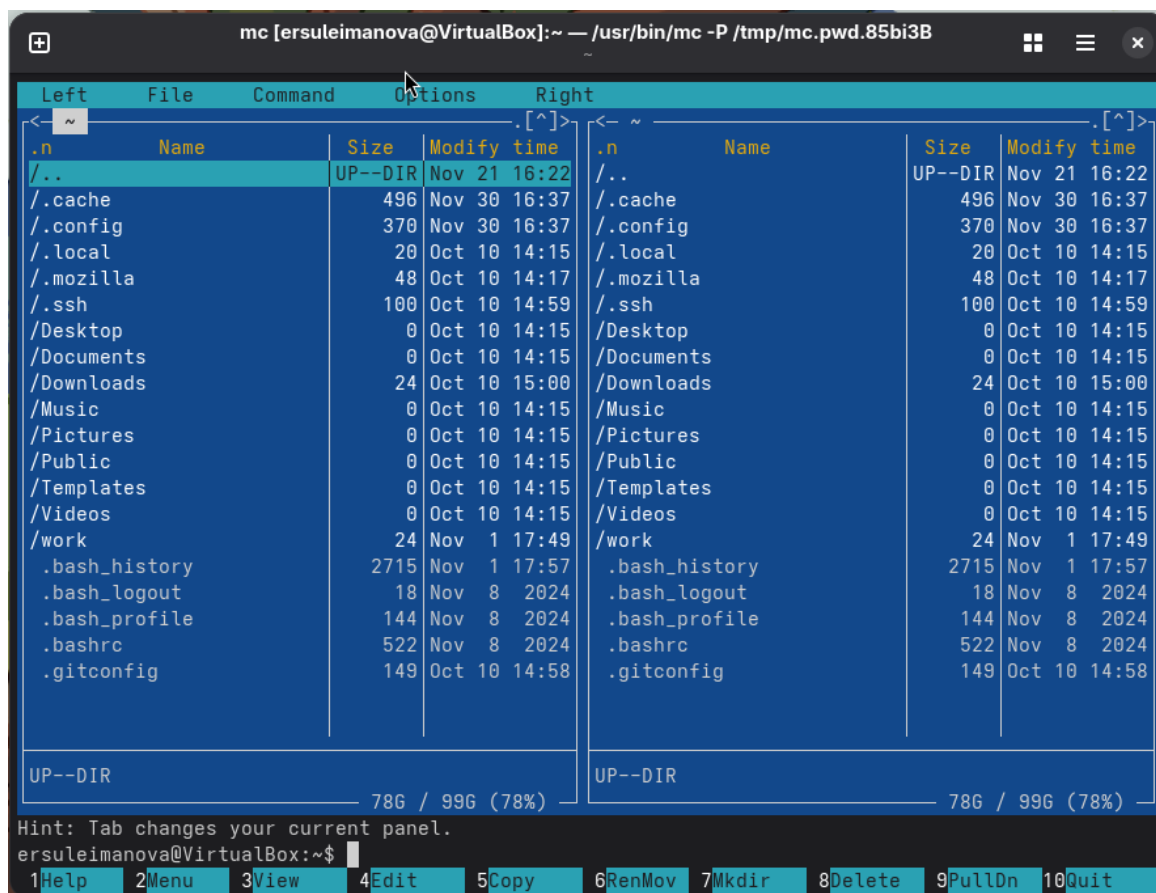 mc [ersuleimanova@VirtualBox]:~ — /usr/bin/mc -P /tmp/mc.pwd.85bi3B
~
Left File Command Options Right
<─ ~ .[^]> <─ ~ .[^]>
.n Name Size Modify time .n Name Size Modify time
/.. UP--DIR Nov 21 16:22 /.. UP--DIR Nov 21 16:22
/.cache 496 Nov 30 16:37 /.cache 496 Nov 30 16:37
/.config 370 Nov 30 16:37 /.config 370 Nov 30 16:37
/.local 20 Oct 10 14:15 /.local 20 Oct 10 14:15
/.mozilla 48 Oct 10 14:17 /.mozilla 48 Oct 10 14:17
/.ssh 100 Oct 10 14:59 /.ssh 100 Oct 10 14:59
/Desktop 0 Oct 10 14:15 /Desktop 0 Oct 10 14:15
/Documents 0 Oct 10 14:15 /Documents 0 Oct 10 14:15
/Downloads 24 Oct 10 15:00 /Downloads 24 Oct 10 15:00
/Music 0 Oct 10 14:15 /Music 0 Oct 10 14:15
/Pictures 0 Oct 10 14:15 /Pictures 0 Oct 10 14:15
/Public 0 Oct 10 14:15 /Public 0 Oct 10 14:15
/Templates 0 Oct 10 14:15 /Templates 0 Oct 10 14:15
/Videos 0 Oct 10 14:15 /Videos 0 Oct 10 14:15
/work 24 Nov 1 17:49 /work 24 Nov 1 17:49
.bash_history 2715 Nov 1 17:57 .bash_history 2715 Nov 1 17:57
.bash_logout 18 Nov 8 2024 .bash_logout 18 Nov 8 2024
.bash_profile 144 Nov 8 2024 .bash_profile 144 Nov 8 2024
.bashrc 522 Nov 8 2024 .bashrc 522 Nov 8 2024
.gitconfig 149 Oct 10 14:58 .gitconfig 149 Oct 10 14:58
UP--DIR UP--DIR
78G / 99G (78%) 78G / 99G (78%)
Hint: Tab changes your current panel.
ersuleimanova@VirtualBox:~$
1Help 2Menu 3View 4Edit 5Copy 6RenMov 7Mkdir 8Delete 9PullDn 10Quit